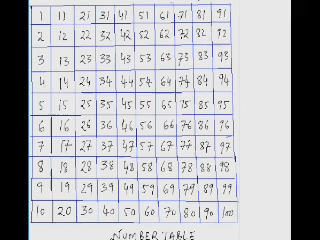 1 11 21 31 41 51 61 71 81 91
2 12 22 32 42 52 62 72 82 92
3 13 23 33 43 53 63 73 83 93
4 14 24 34 44 54 64 74 84 94
5 15 25 35 45 55 65 75 85 95
6 16 26 36 46 56 66 76 86 96
7 17 27 37 47 57 67 77 87 97
8 18 28 38 48 58 68 78 88 98
9 19 29 39 49 59 69 79 89 99
10 20 30 40 50 60 70 80 90 100
NUMBER TABLE